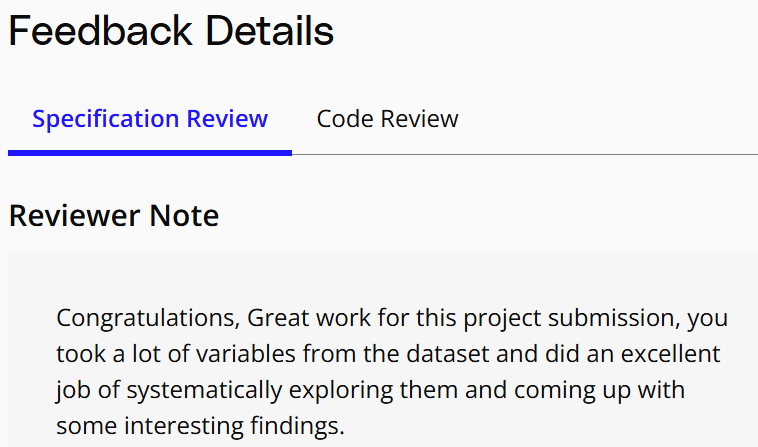 Feedback Details
Specification Review Code Review
Reviewer Note
Congratulations, Great work for this project submission, you
took a lot of variables from the dataset and did an excellent
job of systematically exploring them and coming up with
some interesting findings.